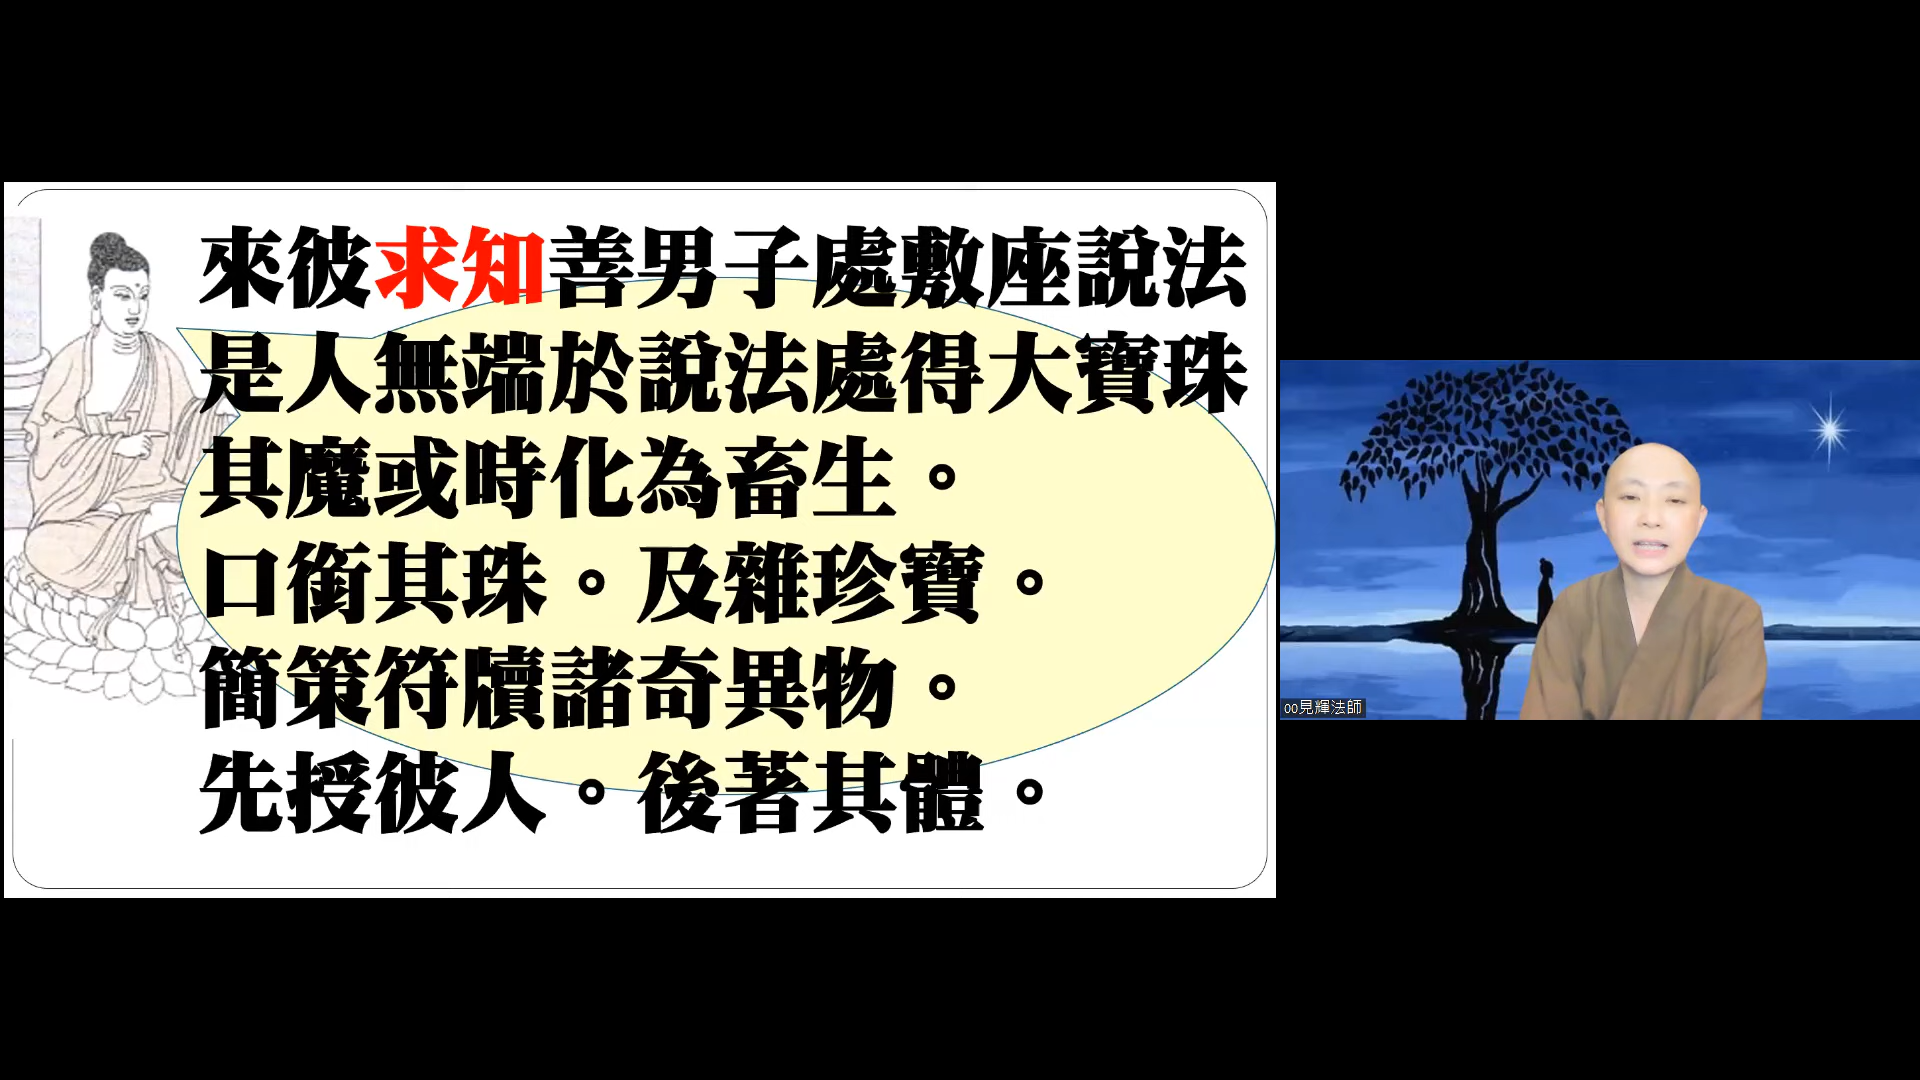 來彼求知善男子處敷座說法
是人無端於說法處得大寶珠
其魔或時化為畜生。
口銜其珠。及雜珍寶。
簡策符牘諸奇異物。
先授彼人。後著其體。
oo見輝法師